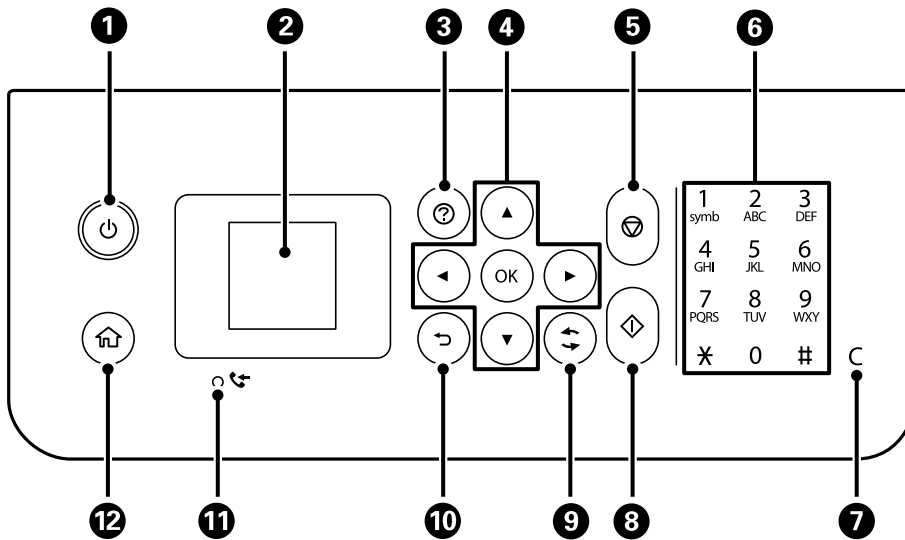 1 2 3 4 5 6
1 2 3
symb ABC DEF
? OK
4 5 6
GHI JKL MNO
7 8 9
PQRS TUV WXY
* 0 #
C
12 11 10 9 8 7